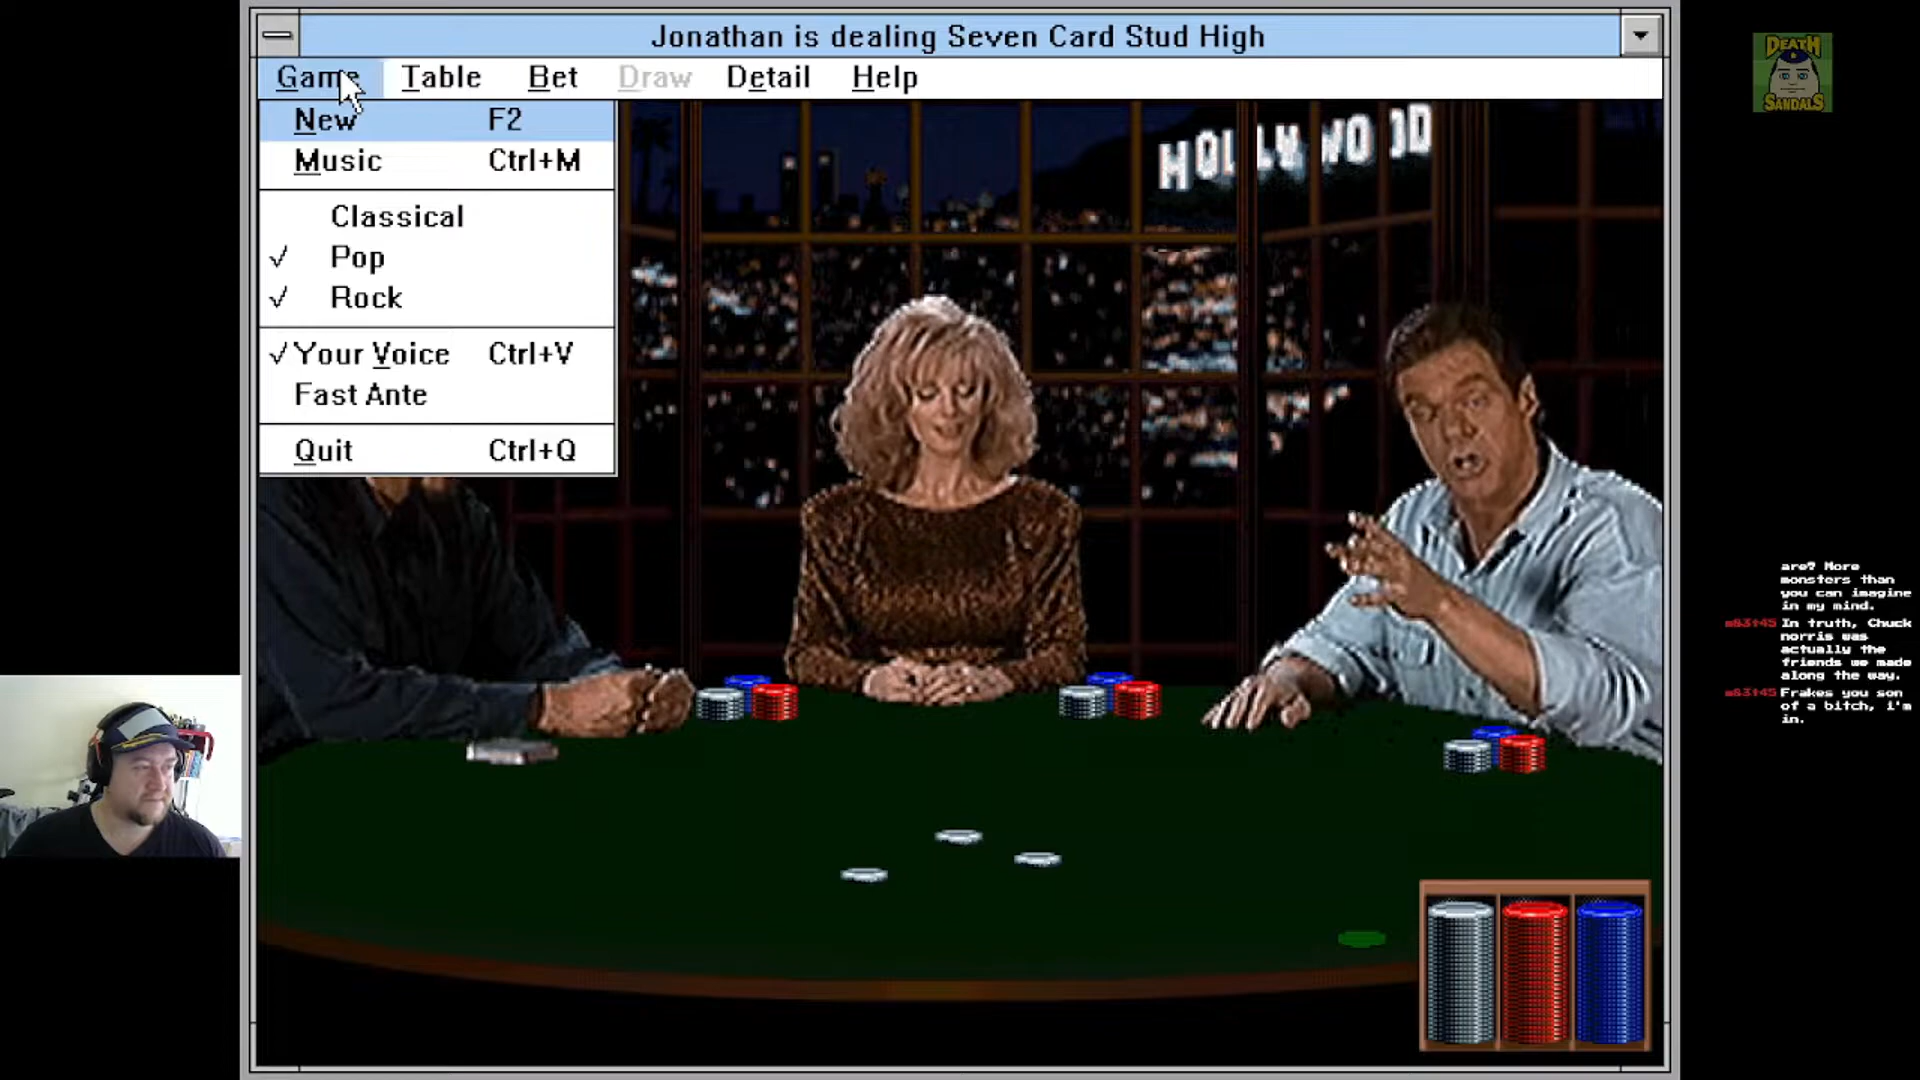 Jonathan is dealing Seven Card Stud High
Game Table Bet Draw Detail Help
New F2
Music Ctrl+M
Classical
✓ Pop
✓ Rock
✓ Your Voice Ctrl+V
Fast Ante
Quit Ctrl+Q
HOLLYWOOD
DEATH
SANDALS
are? More
monsters than
you can imagine
in my mind.
m83t45 In truth, Chuck
norris was
actually the
friends we made
along the way.
m83t45 Frakes you son
of a bitch, i'm
in.